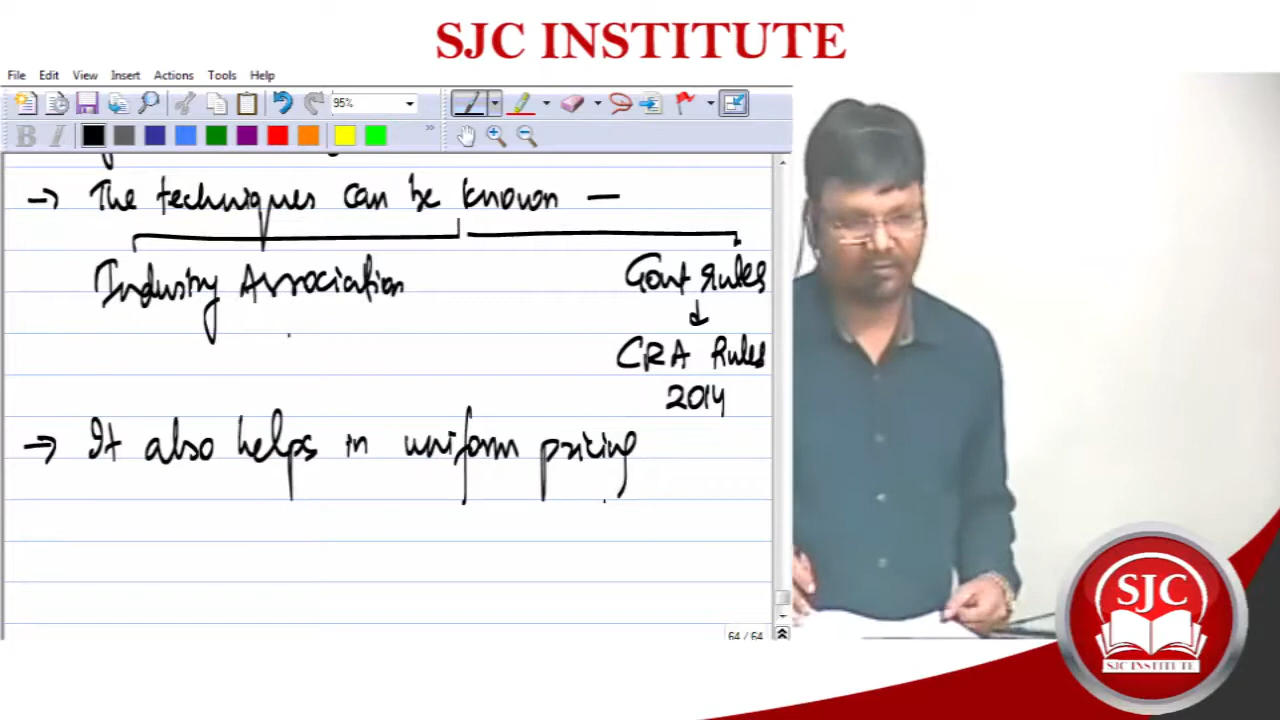 SJC INSTITUTE
File Edit View Insert Actions Tools Help
95%
B I
→ The techniques can be known —
Industry Association
Govt Rules
↓
CRA Rules
2014
→ It also helps in uniform pricing
64 / 64
SJC
SJC INSTITUTE